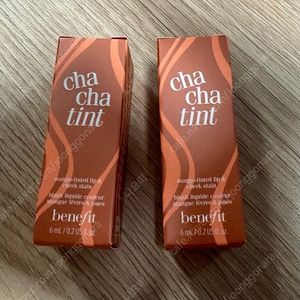 cha
cha
tint
mango-tinted lip &
cheek stain
blush liquide couleur
mangue lèvres & joues
benefit
6 mL / 0.2 US fl. oz.
cha
cha
tint
mango-tinted lip &
cheek stain
blush liquide couleur
mangue lèvres & joues
benefit
6 mL / 0.2 US fl. oz.